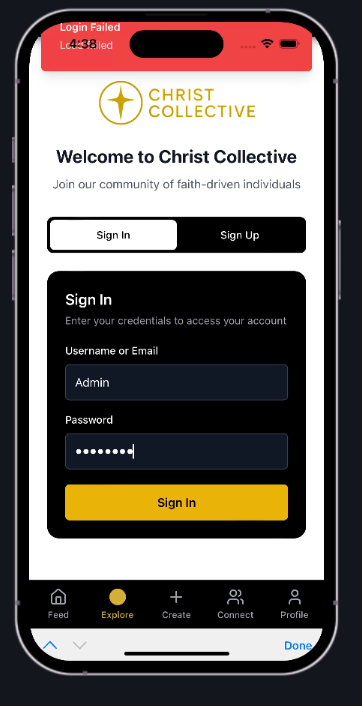 Login Failed
4:38
CHRIST
COLLECTIVE
Welcome to Christ Collective
Join our community of faith-driven individuals
Sign In
Sign Up
Sign In
Enter your credentials to access your account
Username or Email
Admin
Password
Sign In
Feed
Explore
Create
Connect
Profile
Done